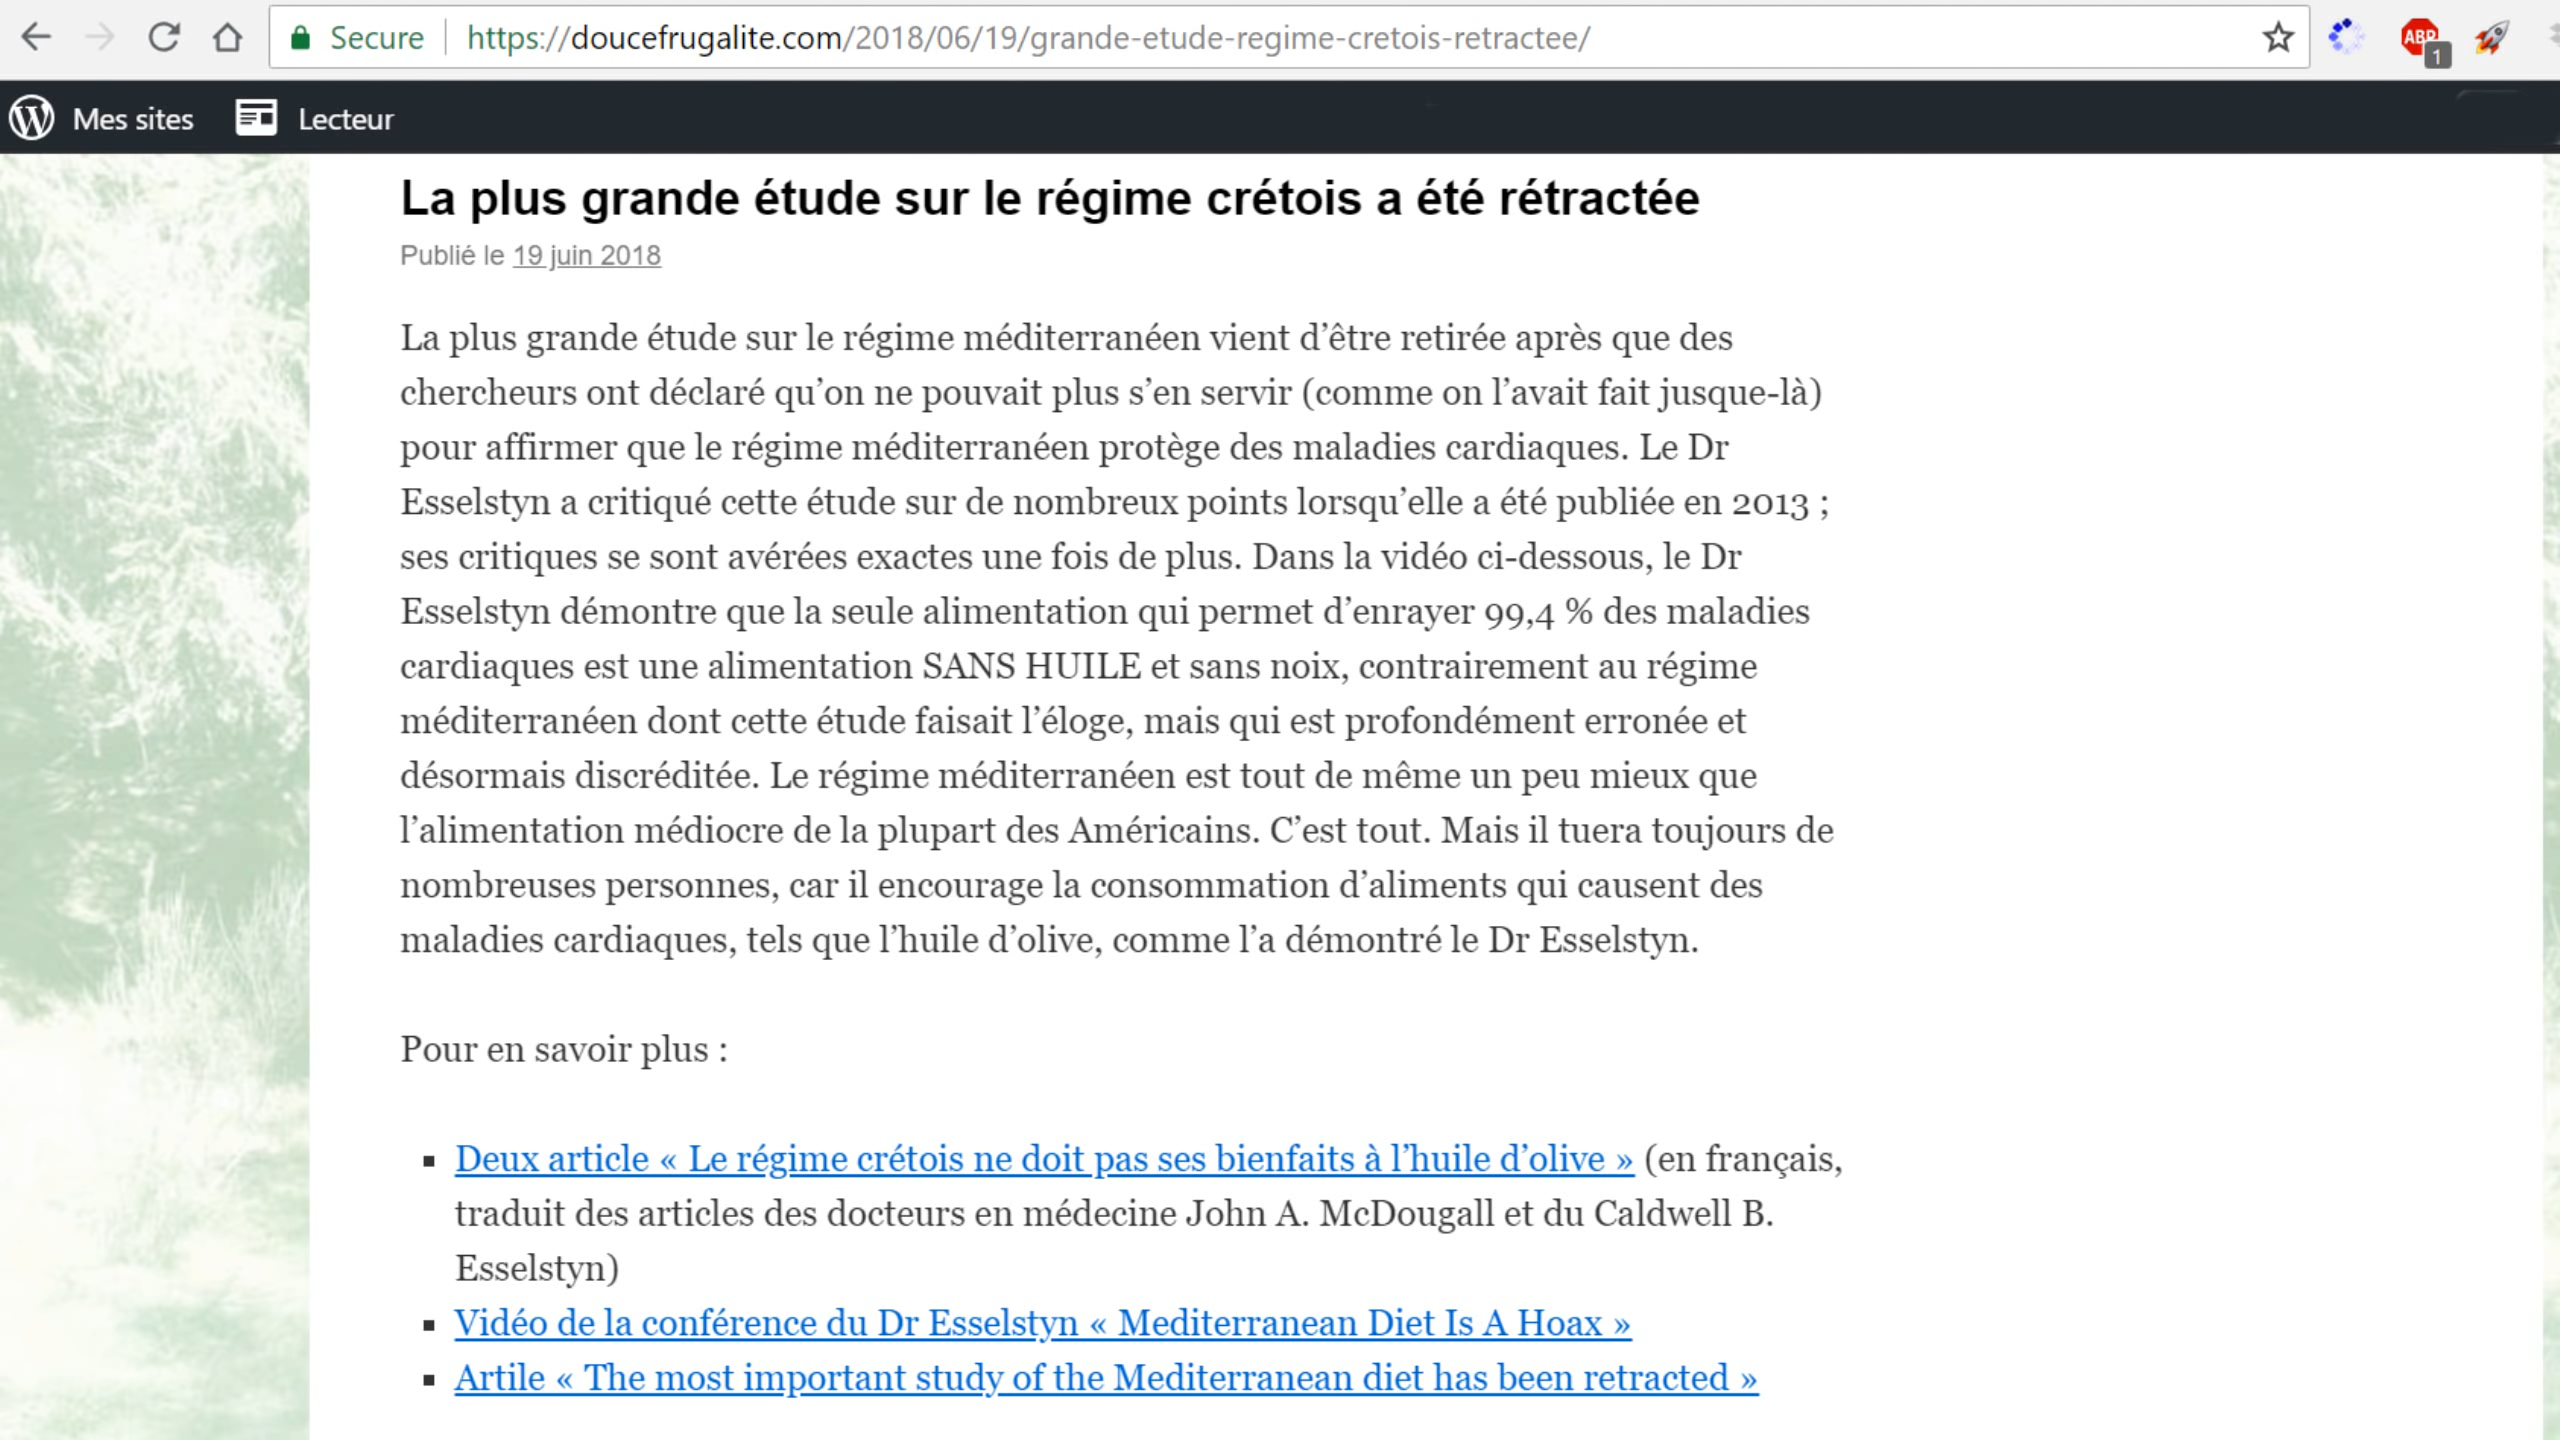 Secure https://doucefrugalite.com/2018/06/19/grande-etude-regime-cretois-retractee/
ABP
1
Mes sites Lecteur
La plus grande étude sur le régime crétois a été rétractée
Publié le 19 juin 2018
La plus grande étude sur le régime méditerranéen vient d’être retirée après que des
chercheurs ont déclaré qu’on ne pouvait plus s’en servir (comme on l’avait fait jusque-là)
pour affirmer que le régime méditerranéen protège des maladies cardiaques. Le Dr
Esselstyn a critiqué cette étude sur de nombreux points lorsqu’elle a été publiée en 2013 ;
ses critiques se sont avérées exactes une fois de plus. Dans la vidéo ci-dessous, le Dr
Esselstyn démontre que la seule alimentation qui permet d’enrayer 99,4 % des maladies
cardiaques est une alimentation SANS HUILE et sans noix, contrairement au régime
méditerranéen dont cette étude faisait l’éloge, mais qui est profondément erronée et
désormais discréditée. Le régime méditerranéen est tout de même un peu mieux que
l’alimentation médiocre de la plupart des Américains. C’est tout. Mais il tuera toujours de
nombreuses personnes, car il encourage la consommation d’aliments qui causent des
maladies cardiaques, tels que l’huile d’olive, comme l’a démontré le Dr Esselstyn.
Pour en savoir plus :
▪ Deux article « Le régime crétois ne doit pas ses bienfaits à l’huile d’olive » (en français,
traduit des articles des docteurs en médecine John A. McDougall et du Caldwell B.
Esselstyn)
▪ Vidéo de la conférence du Dr Esselstyn « Mediterranean Diet Is A Hoax »
▪ Artile « The most important study of the Mediterranean diet has been retracted »